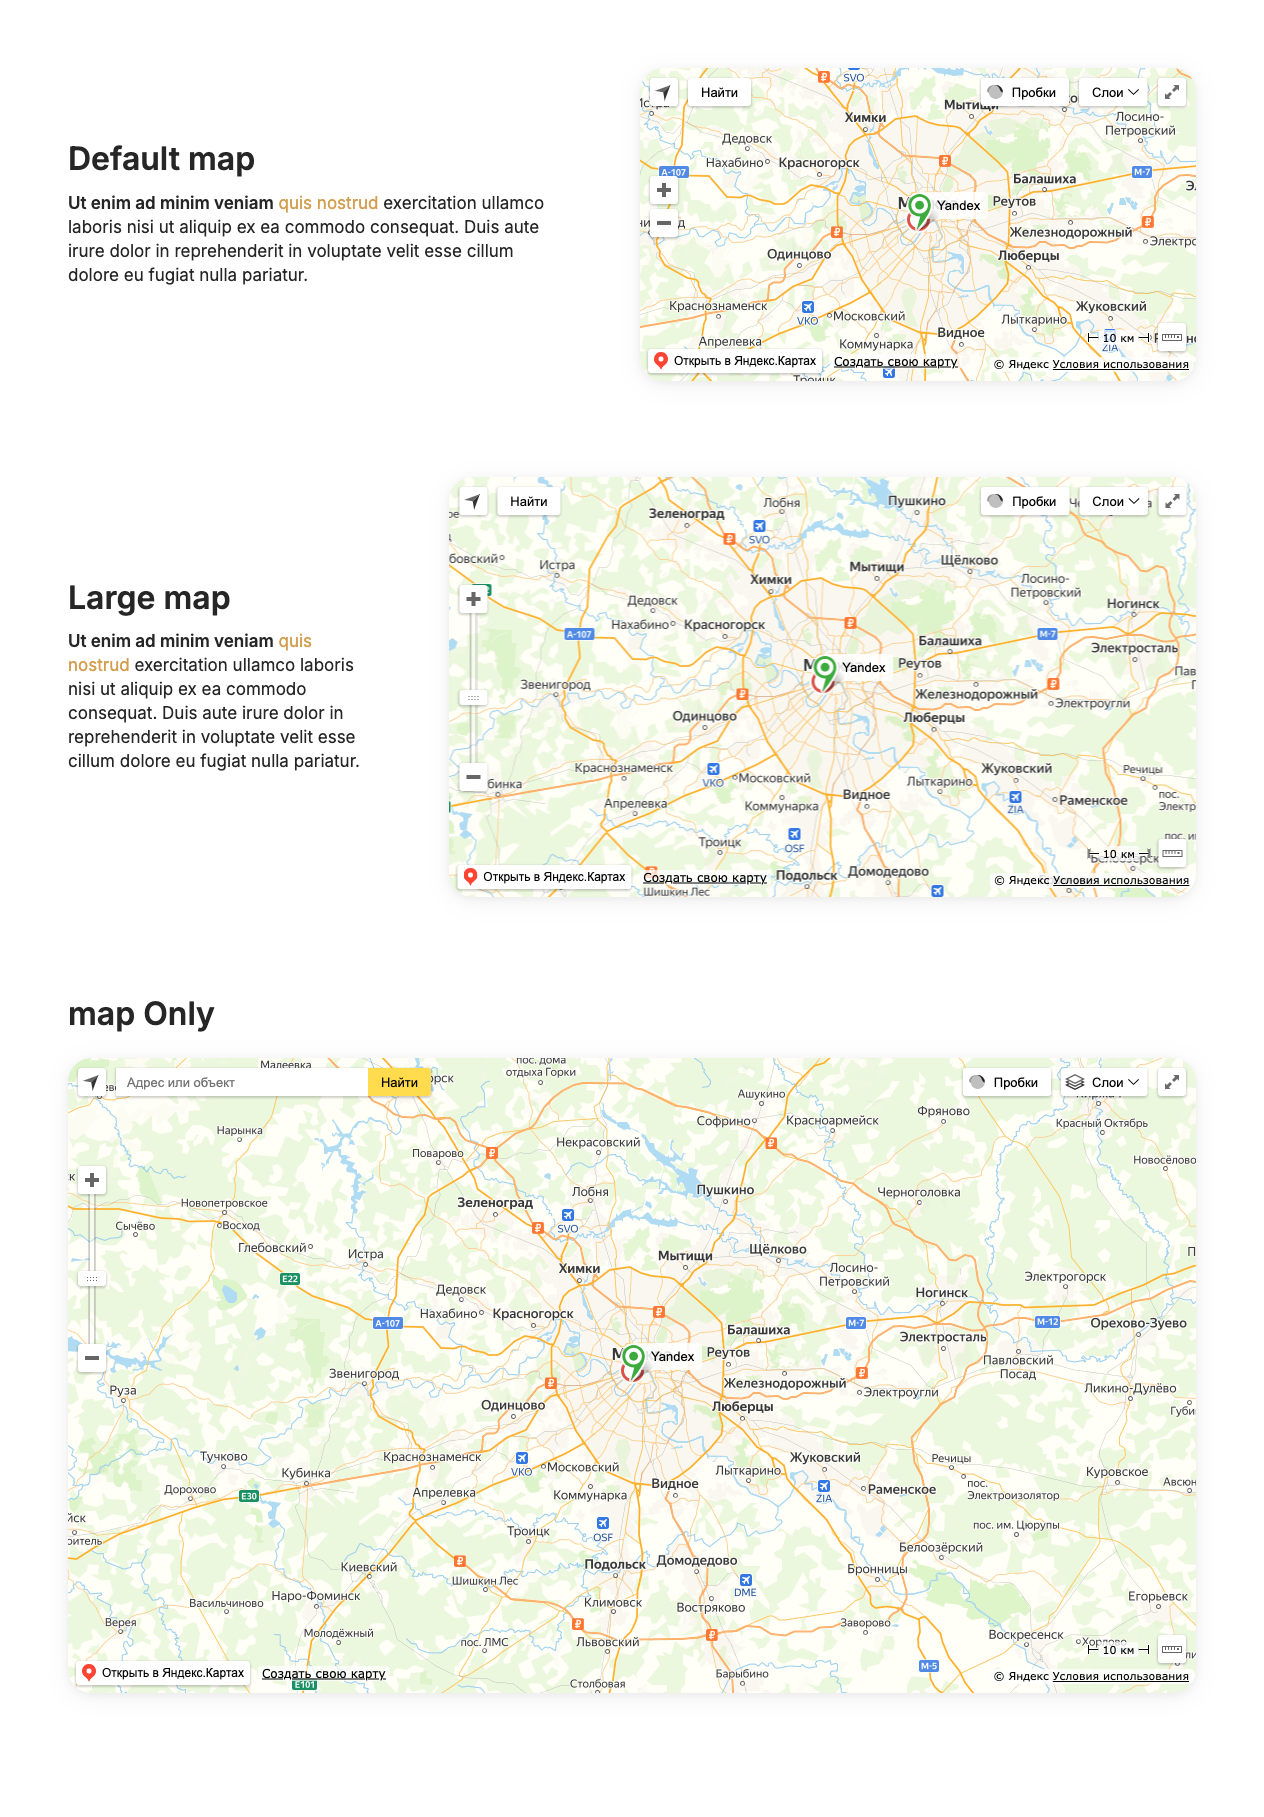 Default map
Ut enim ad minim veniam quis nostrud exercitation ullamco
laboris nisi ut aliquip ex ea commodo consequat. Duis aute
irure dolor in reprehenderit in voluptate velit esse cillum
dolore eu fugiat nulla pariatur.
SVO
Найти
Пробки
Слои
Мытищи
Химки
Лосино-
Петровский
Дедовск
Нахабино
Красногорск
A-107
Балашиха
M-7
Yandex
Реутов
Железнодорожный
Одинцово
Люберцы
Краснознаменск
VKO
Московский
Жуковский
Лыткарино
Видное
Апрелевка
Коммунарка
10 км
ZIA
Открыть в Яндекс.Картах
Создать свою карту
© Яндекс Условия использования
Large map
Ut enim ad minim veniam quis
nostrud exercitation ullamco laboris
nisi ut aliquip ex ea commodo
consequat. Duis aute irure dolor in
reprehenderit in voluptate velit esse
cillum dolore eu fugiat nulla pariatur.
Найти
Лобня
Пушкино
Пробки
Слои
Зеленоград
SVO
Истра
Химки
Мытищи
Щёлково
Лосино-
Петровский
Дедовск
Ногинск
Нахабино
Красногорск
A-107
M-7
Балашиха
Электросталь
Yandex
Реутов
Звенигород
Железнодорожный
Электроугли
Одинцово
Люберцы
Краснознаменск
VKO
Московский
Жуковский
Речицы
Лыткарино
Апрелевка
Коммунарка
Видное
ZIA
Раменское
пос.
Троицк
OSF
10 км
Открыть в Яндекс.Картах
Создать свою карту
Подольск
Домодедово
Шишкин Лес
© Яндекс Условия использования
map Only
Малеевка
пос. дома
отдыха Горки
Адрес или объект
Найти
Пробки
Слои
Ашукино
Софрино
Красноармейск
Фряново
Красный Октябрь
Нарынка
Некрасовский
Поварово
Новосёлово
Новопетровское
Зеленоград
Лобня
Пушкино
Черноголовка
Сычёво
Восход
SVO
Глебовский
Истра
Мытищи
Щёлково
E22
Химки
Лосино-
Петровский
Электрогорск
Дедовск
Ногинск
Нахабино
Красногорск
A-107
Балашиха
M-7
M-12
Орехово-Зуево
Электросталь
Yandex
Реутов
Павловский
Посад
Звенигород
Руза
Железнодорожный
Электроугли
Ликино-Дулёво
Одинцово
Люберцы
Тучково
Краснознаменск
VKO
Московский
Жуковский
Речицы
Кубинка
Лыткарино
Куровское
Дорохово
E30
Апрелевка
Коммунарка
Видное
ZIA
Раменское
пос.
Электроизолятор
Троицк
OSF
пос. им. Цюрупы
Белоозёрский
Киевский
Подольск
Домодедово
Бронницы
Шишкин Лес
DME
Васильчиново
Наро-Фоминск
Климовск
Востряково
Егорьевск
Верея
Молодёжный
Заворово
Воскресенск
пос. ЛМС
Львовский
10 км
M-5
Открыть в Яндекс.Картах
Создать свою карту
Барыбино
E101
Столбовая
© Яндекс Условия использования